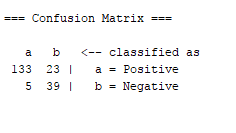 === Confusion Matrix ===
a b <-- classified as
133 23 | a = Positive
5 39 | b = Negative